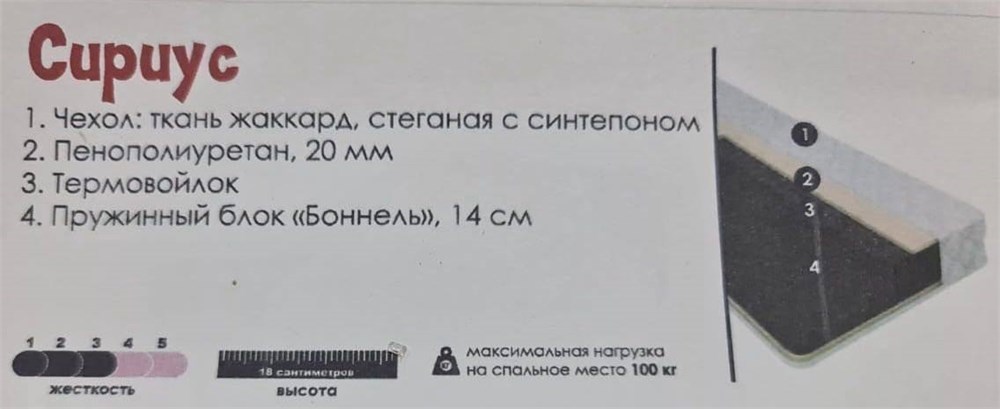 Сириус
1. Чехол: ткань жаккард, стеганая с синтепоном
2. Пенополиуретан, 20 мм
3. Термовойлок
4. Пружинный блок «Боннель», 14 см
1
2
3
4
1 2 3 4 5
жесткость
18 сантиметров
высота
максимальная нагрузка
на спальное место 100 кг